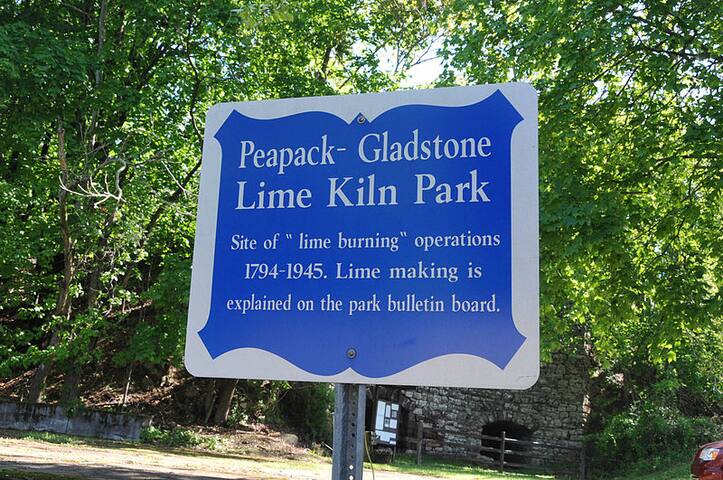 Peapack- Gladstone
Lime Kiln Park
Site of " lime burning" operations
1794-1945. Lime making is
explained on the park bulletin board.